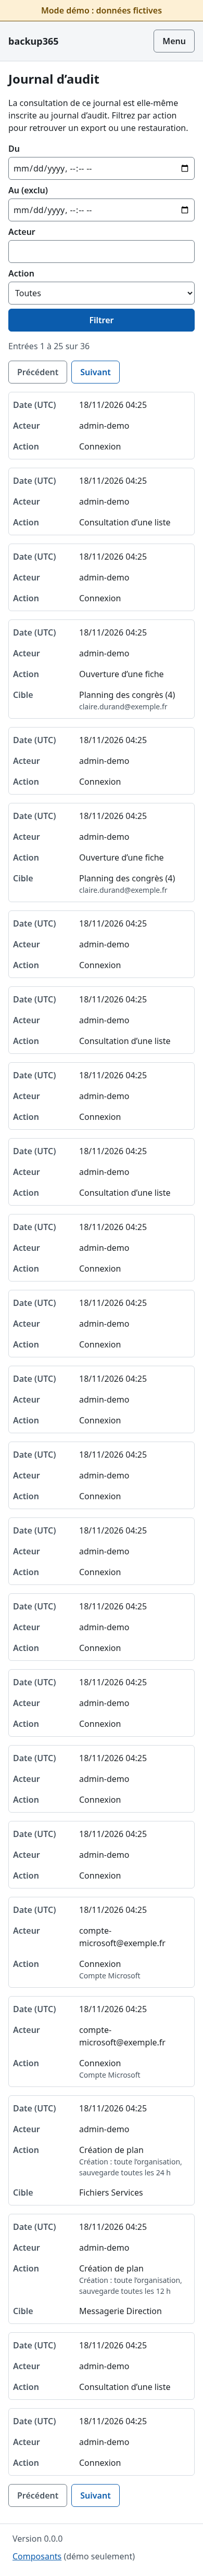 Mode démo : données fictives
backup365
Menu
Journal d’audit
La consultation de ce journal est elle-même
inscrite au journal d’audit. Filtrez par action
pour retrouver un export ou une restauration.
Du
mm/dd/yyyy, --:-- --
Au (exclu)
mm/dd/yyyy, --:-- --
Acteur
Action
Toutes
Filtrer
Entrées 1 à 25 sur 36
Précédent Suivant
Date (UTC) 18/11/2026 04:25
Acteur admin-demo
Action Connexion
Date (UTC) 18/11/2026 04:25
Acteur admin-demo
Action Consultation d’une liste
Date (UTC) 18/11/2026 04:25
Acteur admin-demo
Action Connexion
Date (UTC) 18/11/2026 04:25
Acteur admin-demo
Action Ouverture d’une fiche
Cible Planning des congrès (4)
claire.durand@exemple.fr
Date (UTC) 18/11/2026 04:25
Acteur admin-demo
Action Connexion
Date (UTC) 18/11/2026 04:25
Acteur admin-demo
Action Ouverture d’une fiche
Cible Planning des congrès (4)
claire.durand@exemple.fr
Date (UTC) 18/11/2026 04:25
Acteur admin-demo
Action Connexion
Date (UTC) 18/11/2026 04:25
Acteur admin-demo
Action Consultation d’une liste
Date (UTC) 18/11/2026 04:25
Acteur admin-demo
Action Connexion
Date (UTC) 18/11/2026 04:25
Acteur admin-demo
Action Consultation d’une liste
Date (UTC) 18/11/2026 04:25
Acteur admin-demo
Action Connexion
Date (UTC) 18/11/2026 04:25
Acteur admin-demo
Action Connexion
Date (UTC) 18/11/2026 04:25
Acteur admin-demo
Action Connexion
Date (UTC) 18/11/2026 04:25
Acteur admin-demo
Action Connexion
Date (UTC) 18/11/2026 04:25
Acteur admin-demo
Action Connexion
Date (UTC) 18/11/2026 04:25
Acteur admin-demo
Action Connexion
Date (UTC) 18/11/2026 04:25
Acteur admin-demo
Action Connexion
Date (UTC) 18/11/2026 04:25
Acteur admin-demo
Action Connexion
Date (UTC) 18/11/2026 04:25
Acteur admin-demo
Action Connexion
Date (UTC) 18/11/2026 04:25
Acteur compte-
microsoft@exemple.fr
Action Connexion
Compte Microsoft
Date (UTC) 18/11/2026 04:25
Acteur compte-
microsoft@exemple.fr
Action Connexion
Compte Microsoft
Date (UTC) 18/11/2026 04:25
Acteur admin-demo
Action Création de plan
Création : toute l’organisation,
sauvegarde toutes les 24 h
Cible Fichiers Services
Date (UTC) 18/11/2026 04:25
Acteur admin-demo
Action Création de plan
Création : toute l’organisation,
sauvegarde toutes les 12 h
Cible Messagerie Direction
Date (UTC) 18/11/2026 04:25
Acteur admin-demo
Action Consultation d’une liste
Date (UTC) 18/11/2026 04:25
Acteur admin-demo
Action Connexion
Précédent Suivant
Version 0.0.0
Composants (démo seulement)